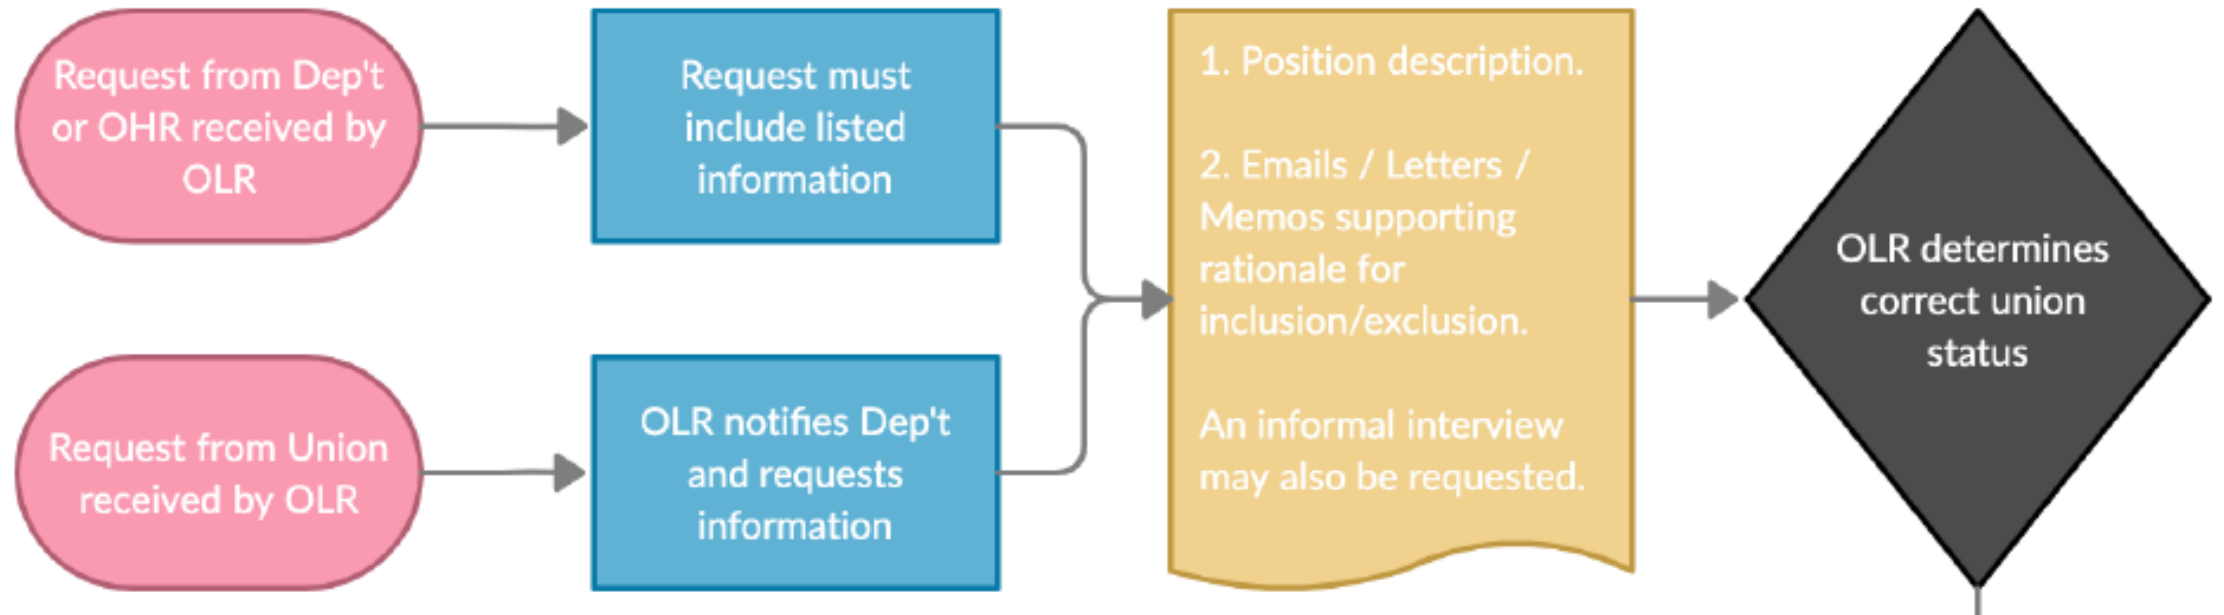 Request from Dep't
or OHR received by
OLR
Request must
include listed
information
1. Position description.
2. Emails / Letters /
Memos supporting
rationale for
inclusion/exclusion.
An informal interview
may also be requested.
OLR determines
correct union
status
Request from Union
received by OLR
OLR notifies Dep't
and requests
information